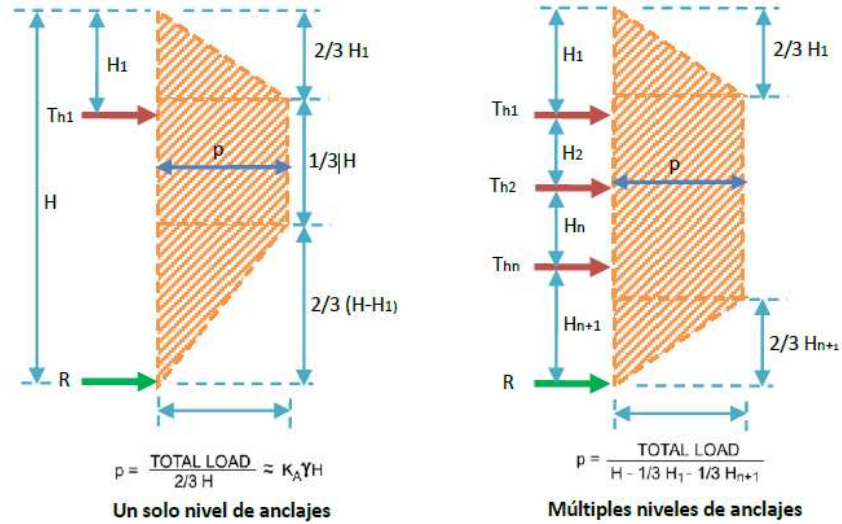 H1
2/3 H1
Th1
p
1/3|H
H
2/3 (H-H1)
R
p = TOTAL LOAD / 2/3 H ≈ KAγH
Un solo nivel de anclajes
H1
2/3 H1
Th1
H2
p
Th2
Hn
Thn
Hn+1
2/3 Hn+1
R
p = TOTAL LOAD / H - 1/3 H1 - 1/3 Hn+1
Múltiples niveles de anclajes